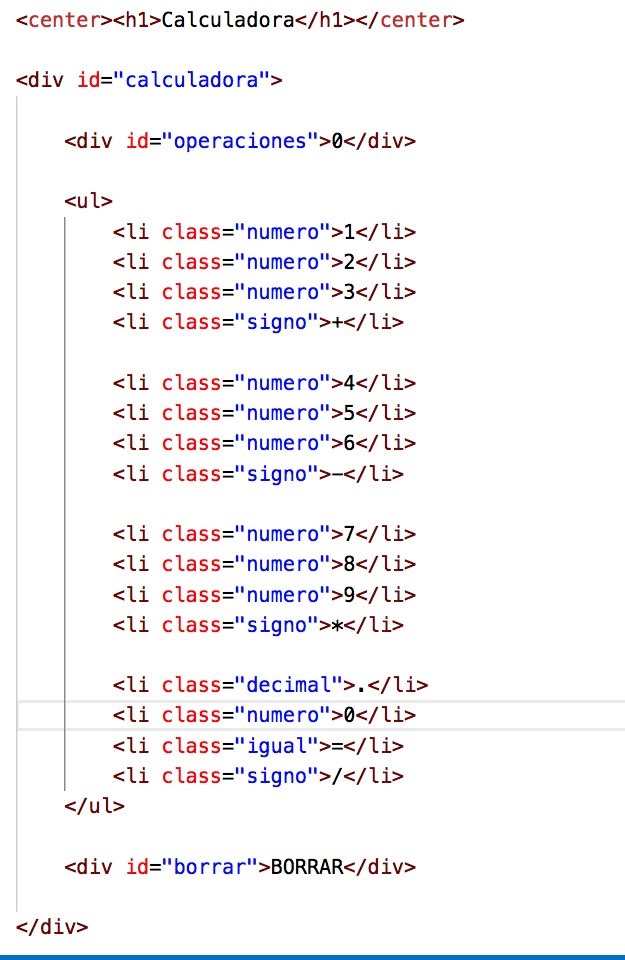 <center><h1>Calculadora</h1></center>
<div id="calculadora">
<div id="operaciones">0</div>
<ul>
<li class="numero">1</li>
<li class="numero">2</li>
<li class="numero">3</li>
<li class="signo">+</li>
<li class="numero">4</li>
<li class="numero">5</li>
<li class="numero">6</li>
<li class="signo">-</li>
<li class="numero">7</li>
<li class="numero">8</li>
<li class="numero">9</li>
<li class="signo">*</li>
<li class="decimal">.</li>
<li class="numero">0</li>
<li class="igual">=</li>
<li class="signo">/</li>
</ul>
<div id="borrar">BORRAR</div>
</div>